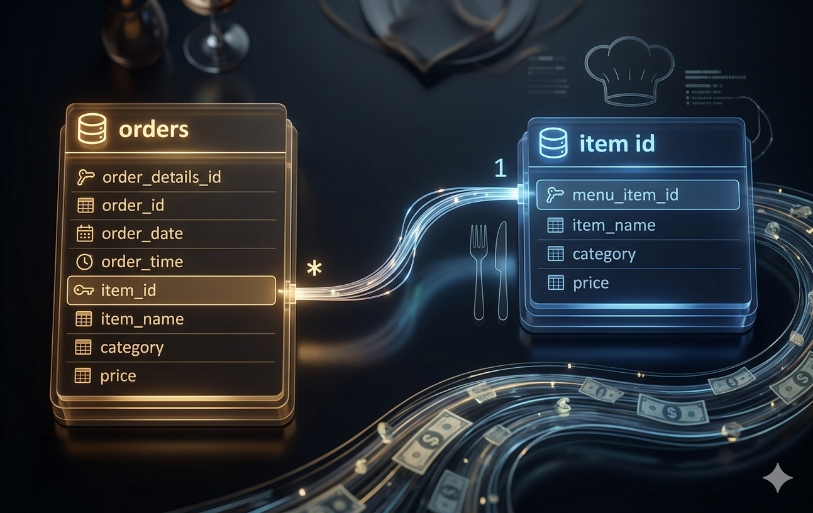 orders
order_details_id
order_id
order_date
order_time
item_id
item_name
category
price
*
1
item id
menu_item_id
item_name
category
price
$
$
$